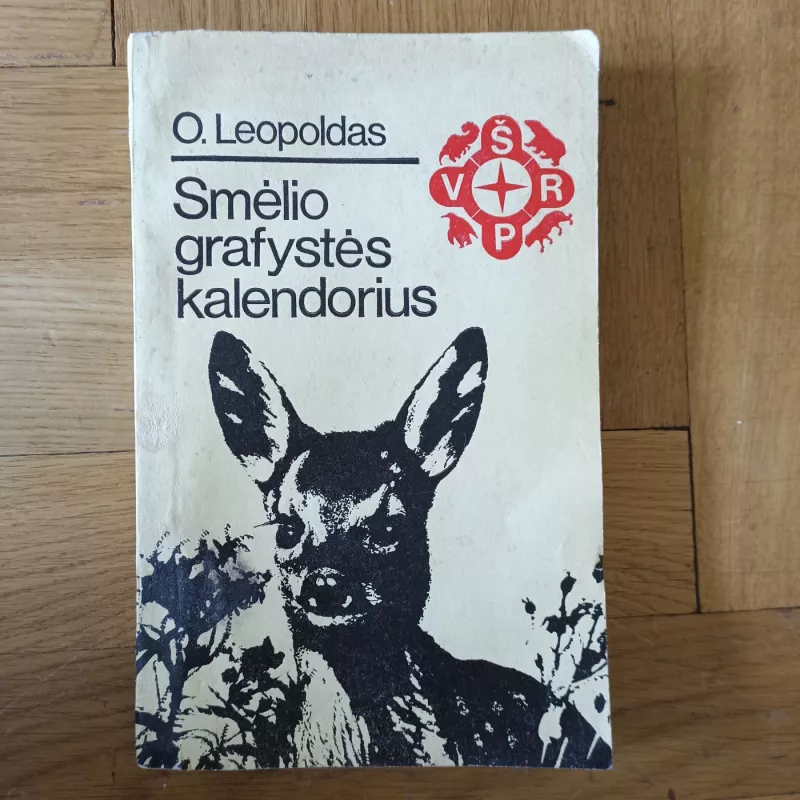 O. Leopoldas
Smėlio
grafystės
kalendorius
Š
V R
P